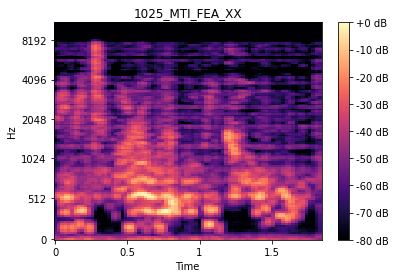 1025_MTI_FEA_XX
Hz
8192
4096
2048
1024
512
0
0
0.5
1
1.5
Time
+0 dB
-10 dB
-20 dB
-30 dB
-40 dB
-50 dB
-60 dB
-70 dB
-80 dB